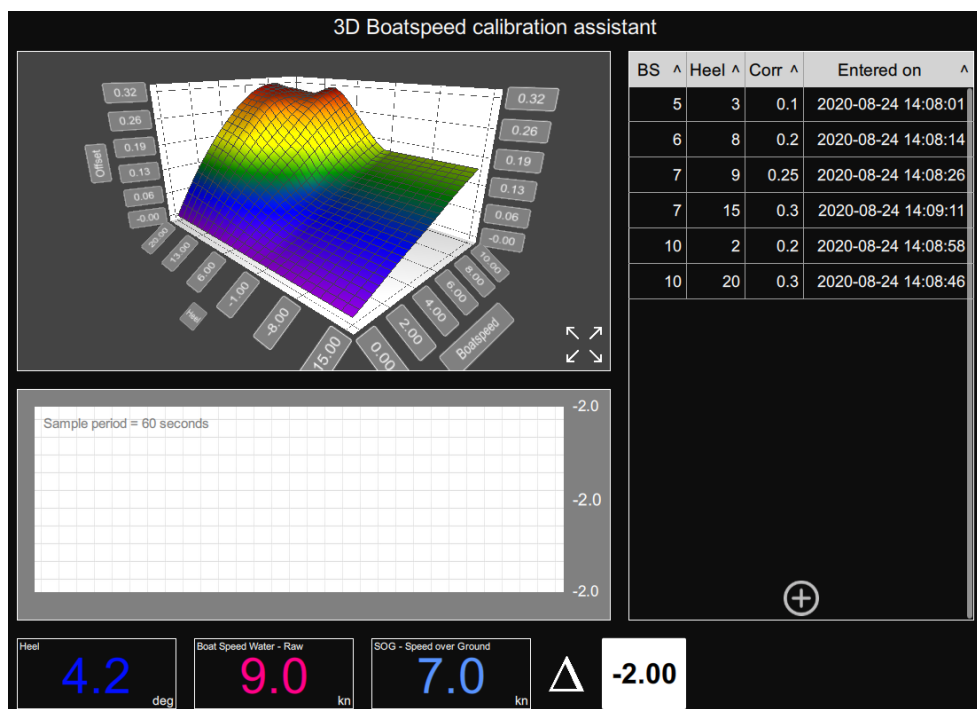 3D Boatspeed calibration assistant
0.32
0.26
0.19
0.13
0.06
-0.00
Offset
20.00
13.00
6.00
-1.00
-8.00
15.00
Heel
0.32
0.26
0.19
0.13
0.06
-0.00
10.00
8.00
6.00
4.00
2.00
0.00
Boatspeed
BS ^ Heel ^ Corr ^ Entered on ^
5 3 0.1 2020-08-24 14:08:01
6 8 0.2 2020-08-24 14:08:14
7 9 0.25 2020-08-24 14:08:26
7 15 0.3 2020-08-24 14:09:11
10 2 0.2 2020-08-24 14:08:58
10 20 0.3 2020-08-24 14:08:46
Sample period = 60 seconds
-2.0
-2.0
-2.0
Heel
4.2
deg
Boat Speed Water - Raw
9.0
kn
SOG - Speed over Ground
7.0
kn
Δ -2.00